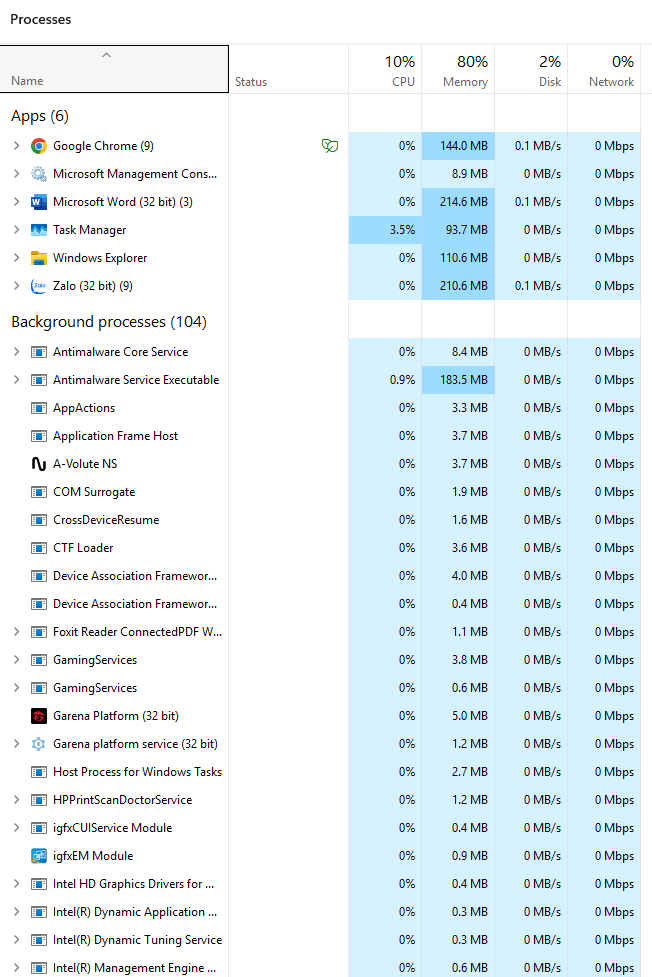 Processes
10% 80% 2% 0%
Name Status CPU Memory Disk Network
Apps (6)
Google Chrome (9) 0% 144.0 MB 0.1 MB/s 0 Mbps
Microsoft Management Cons... 0% 8.9 MB 0 MB/s 0 Mbps
Microsoft Word (32 bit) (3) 0% 214.6 MB 0.1 MB/s 0 Mbps
Task Manager 3.5% 93.7 MB 0 MB/s 0 Mbps
Windows Explorer 0% 110.6 MB 0 MB/s 0 Mbps
Zalo (32 bit) (9) 0% 210.6 MB 0.1 MB/s 0 Mbps
Background processes (104)
Antimalware Core Service 0% 8.4 MB 0 MB/s 0 Mbps
Antimalware Service Executable 0.9% 183.5 MB 0 MB/s 0 Mbps
AppActions 0% 3.3 MB 0 MB/s 0 Mbps
Application Frame Host 0% 3.7 MB 0 MB/s 0 Mbps
A-Volute NS 0% 3.7 MB 0 MB/s 0 Mbps
COM Surrogate 0% 1.9 MB 0 MB/s 0 Mbps
CrossDeviceResume 0% 1.6 MB 0 MB/s 0 Mbps
CTF Loader 0% 3.6 MB 0 MB/s 0 Mbps
Device Association Framewor... 0% 4.0 MB 0 MB/s 0 Mbps
Device Association Framewor... 0% 0.4 MB 0 MB/s 0 Mbps
Foxit Reader ConnectedPDF W... 0% 1.1 MB 0 MB/s 0 Mbps
GamingServices 0% 3.8 MB 0 MB/s 0 Mbps
GamingServices 0% 0.6 MB 0 MB/s 0 Mbps
Garena Platform (32 bit) 0% 5.0 MB 0 MB/s 0 Mbps
Garena platform service (32 bit) 0% 1.2 MB 0 MB/s 0 Mbps
Host Process for Windows Tasks 0% 2.7 MB 0 MB/s 0 Mbps
HPPrintScanDoctorService 0% 1.2 MB 0 MB/s 0 Mbps
igfxCUIService Module 0% 0.4 MB 0 MB/s 0 Mbps
igfxEM Module 0% 0.9 MB 0 MB/s 0 Mbps
Intel HD Graphics Drivers for ... 0% 0.4 MB 0 MB/s 0 Mbps
Intel(R) Dynamic Application ... 0% 0.3 MB 0 MB/s 0 Mbps
Intel(R) Dynamic Tuning Service 0% 0.3 MB 0 MB/s 0 Mbps
Intel(R) Management Engine ... 0% 0.6 MB 0 MB/s 0 Mbps